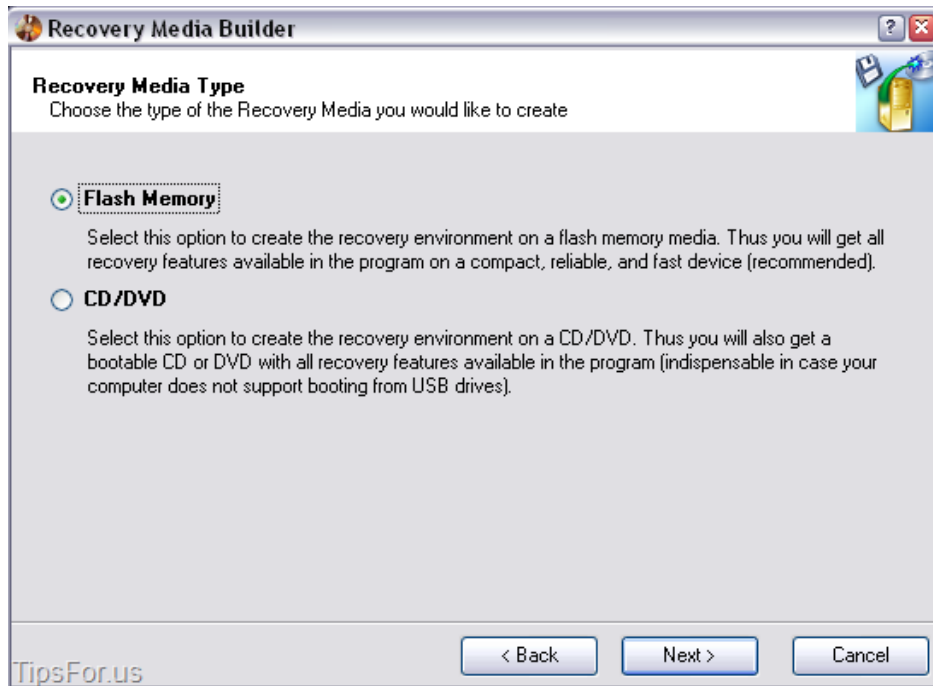 Recovery Media Builder
Recovery Media Type
Choose the type of the Recovery Media you would like to create
Flash Memory
Select this option to create the recovery environment on a flash memory media. Thus you will get all
recovery features available in the program on a compact, reliable, and fast device (recommended).
CD/DVD
Select this option to create the recovery environment on a CD/DVD. Thus you will also get a
bootable CD or DVD with all recovery features available in the program (indispensable in case your
computer does not support booting from USB drives).
< Back
Next >
Cancel
TipsFor.us